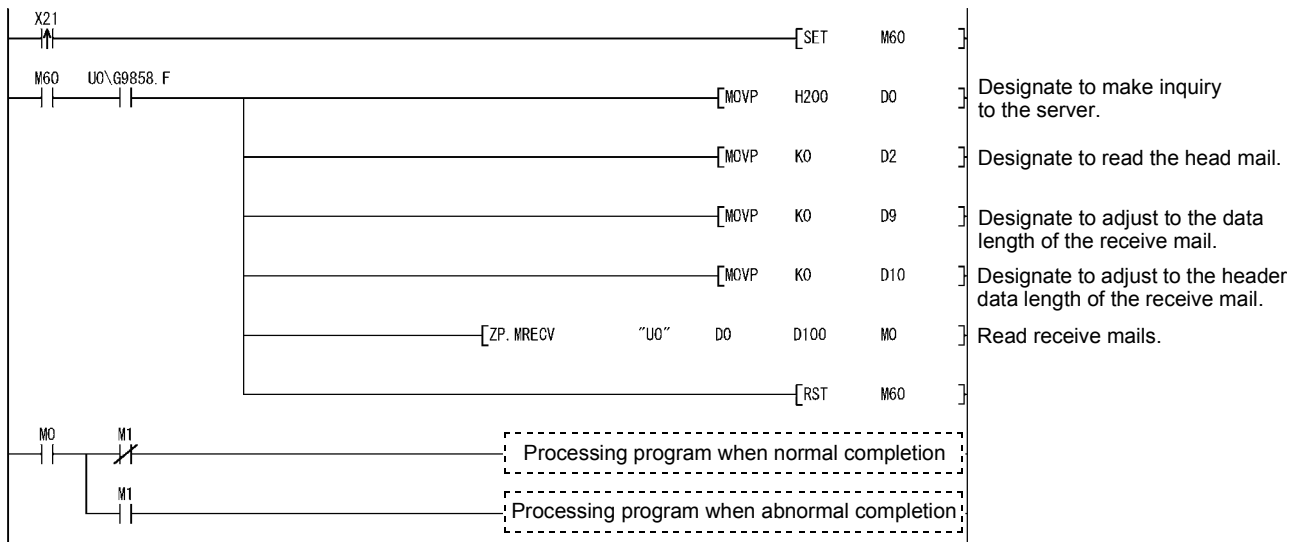 X21
SET M60
M60 U0\G9858.F
MOVP H200 D0
Designate to make inquiry
to the server.
MOVP K0 D2
Designate to read the head mail.
MOVP K0 D9
Designate to adjust to the data
length of the receive mail.
MOVP K0 D10
Designate to adjust to the header
data length of the receive mail.
ZP.MRECV "U0" D0 D100 M0
Read receive mails.
RST M60
M0 M1
Processing program when normal completion
M1
Processing program when abnormal completion